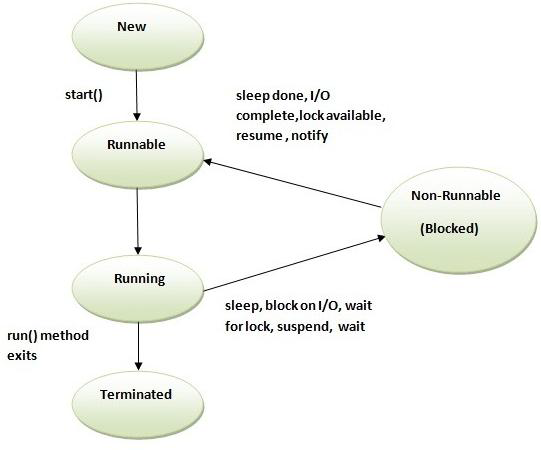 New
start()
sleep done, I/O
complete,lock available,
resume , notify
Runnable
Non-Runnable
(Blocked)
Running
sleep, block on I/O, wait
for lock, suspend, wait
run() method
exits
Terminated